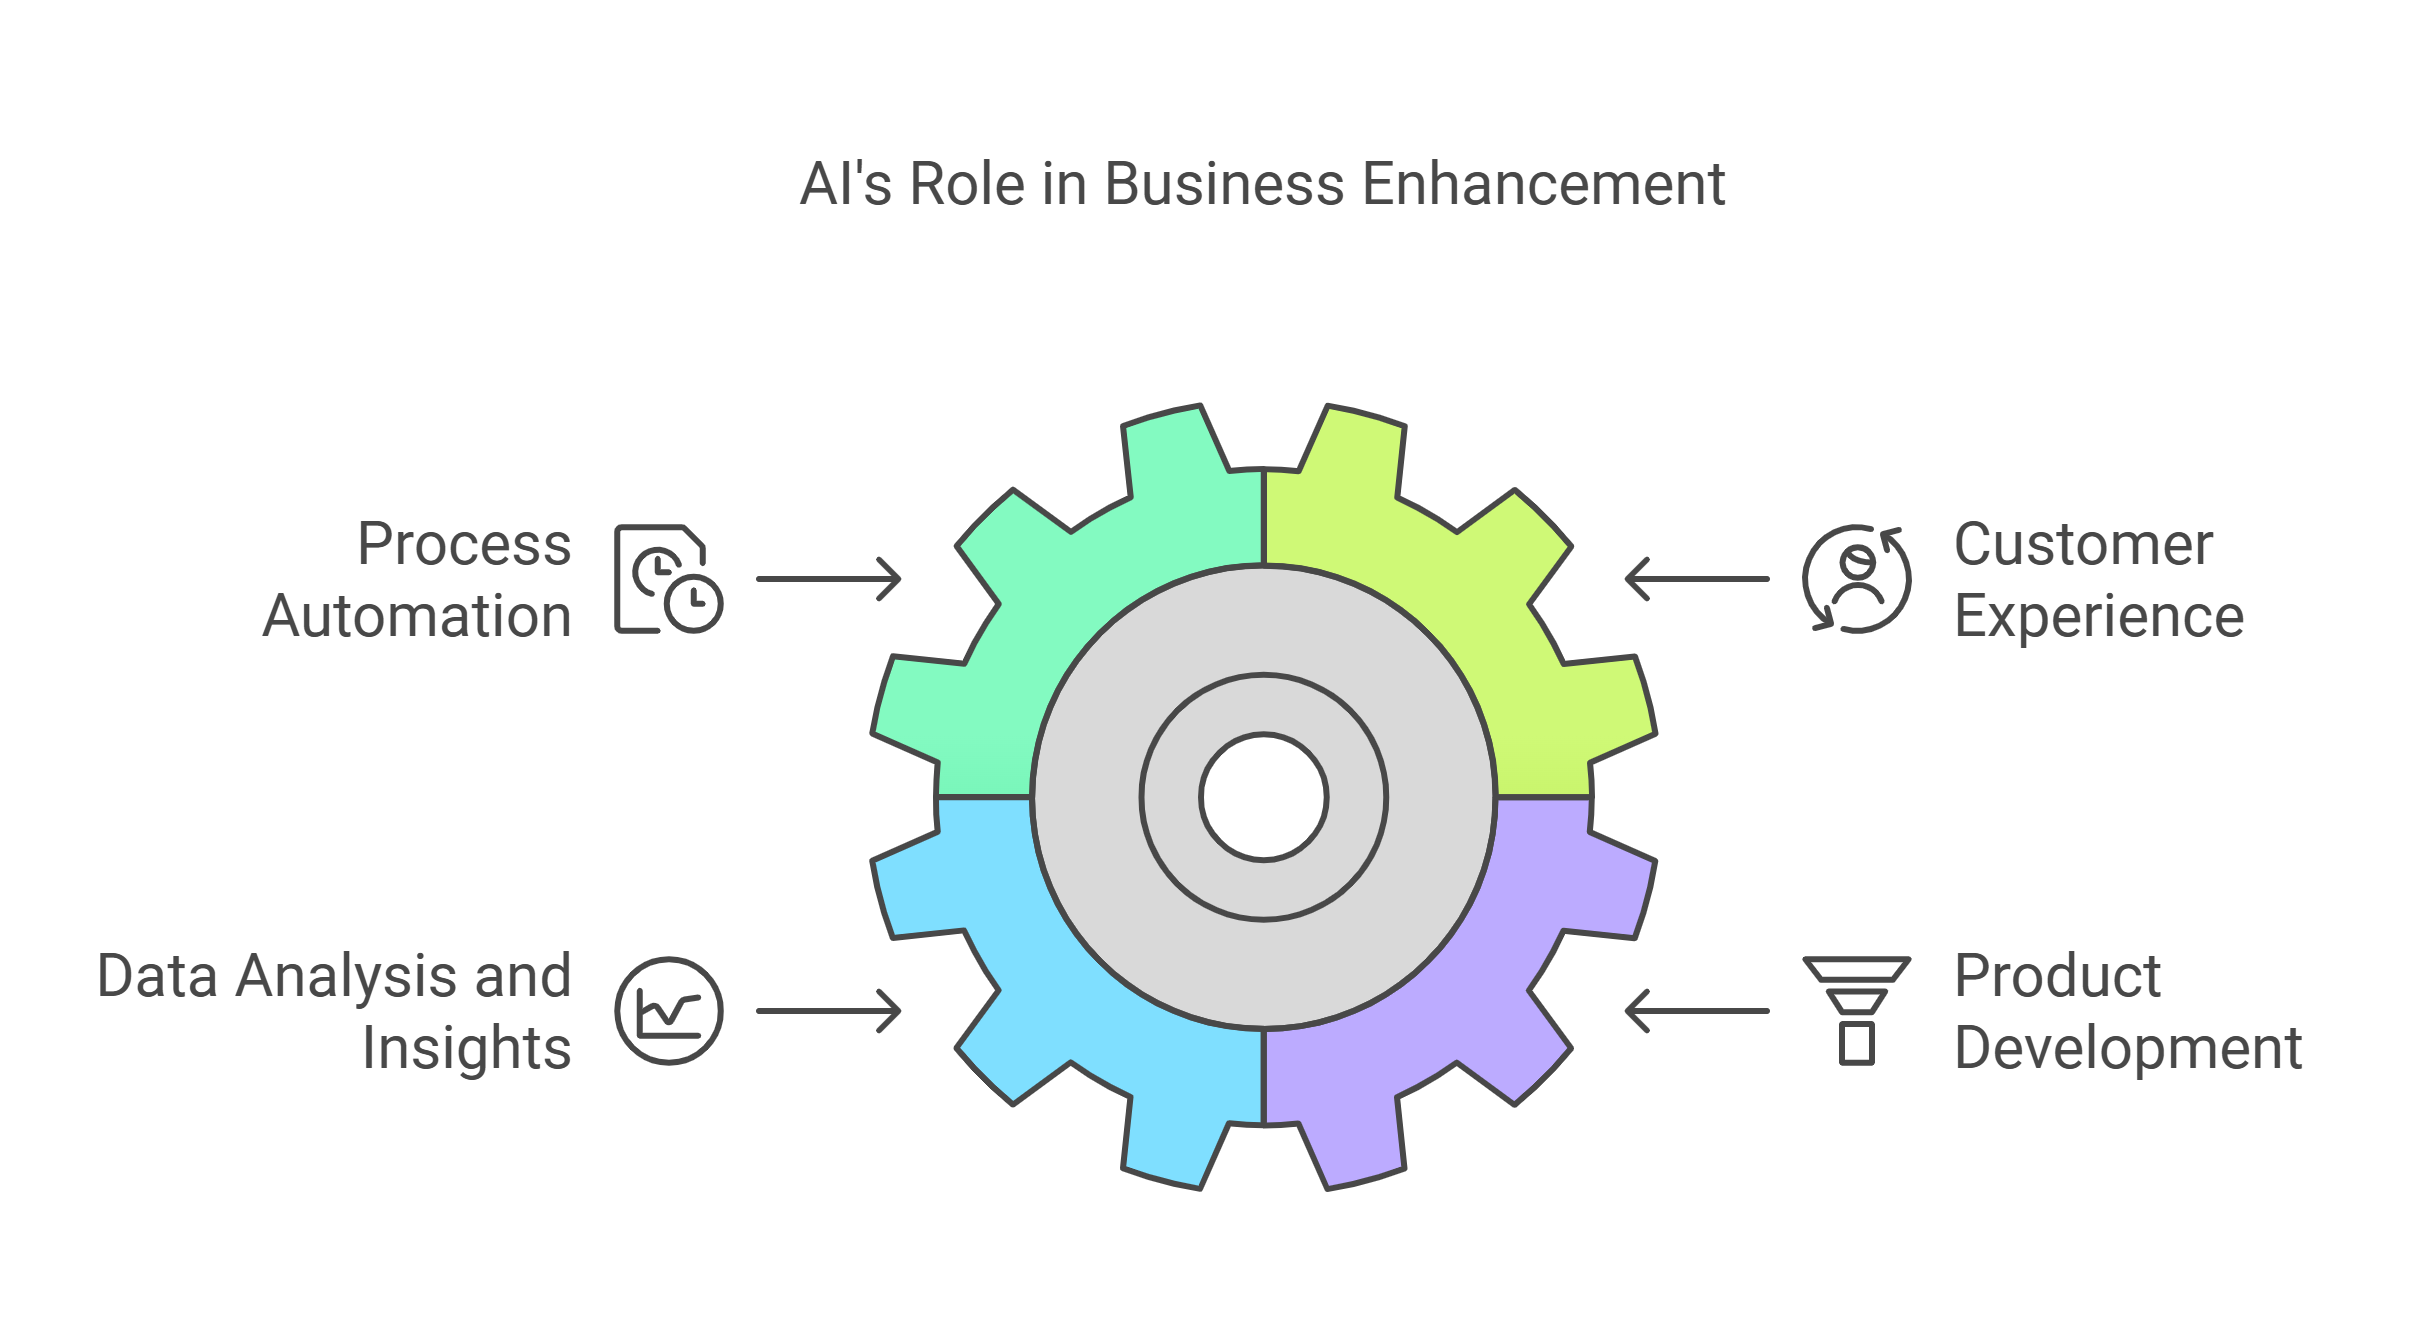 AI's Role in Business Enhancement
Process
Automation
Customer
Experience
Data Analysis and
Insights
Product
Development